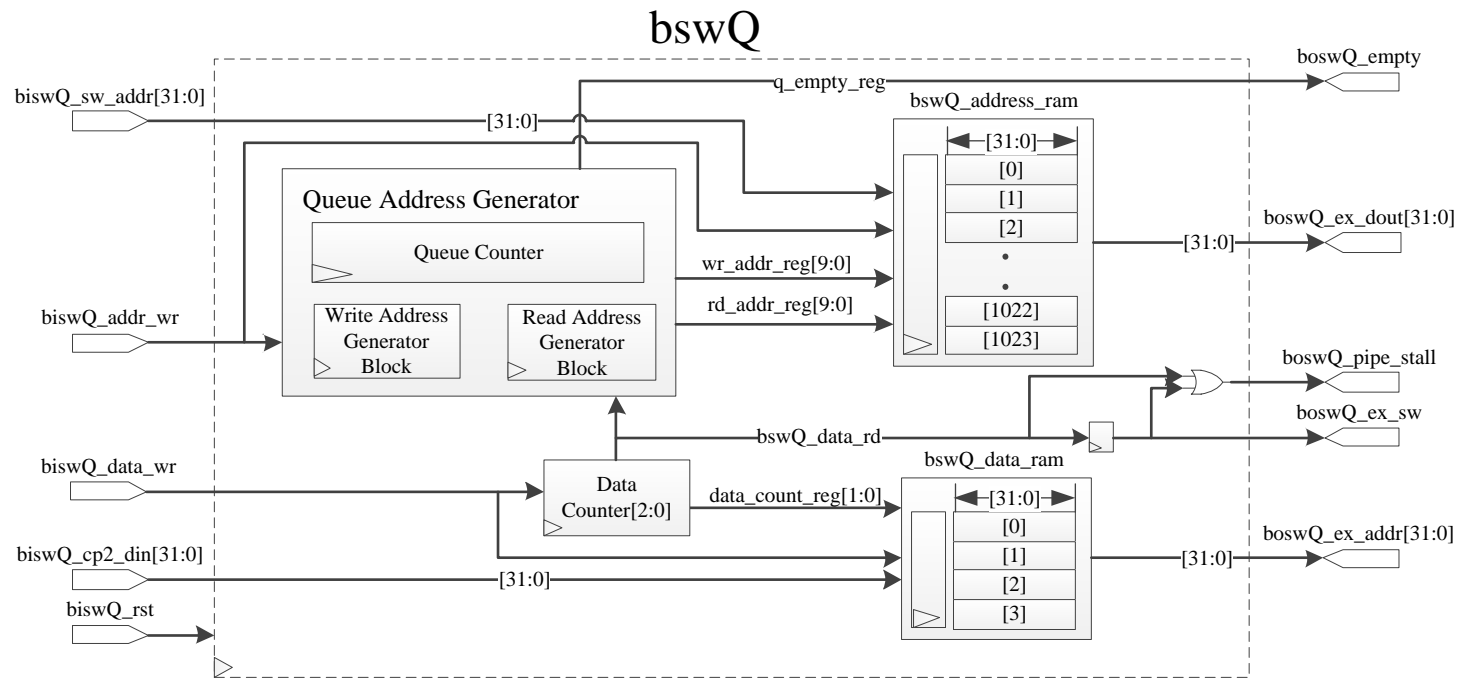 bswQ
boswQ_empty
q_empty_reg
biswQ_sw_addr[31:0]
bswQ_address_ram
[31:0]
[31:0]
[0]
[1]
[2]
[1022]
[1023]
Queue Address Generator
Queue Counter
Write Address
Generator
Block
Read Address
Generator
Block
wr_addr_reg[9:0]
rd_addr_reg[9:0]
boswQ_ex_dout[31:0]
[31:0]
biswQ_addr_wr
boswQ_pipe_stall
boswQ_ex_sw
bswQ_data_rd
biswQ_data_wr
bswQ_data_ram
Data
Counter[2:0]
data_count_reg[1:0]
[31:0]
[0]
[1]
[2]
[3]
boswQ_ex_addr[31:0]
[31:0]
biswQ_cp2_din[31:0]
[31:0]
biswQ_rst